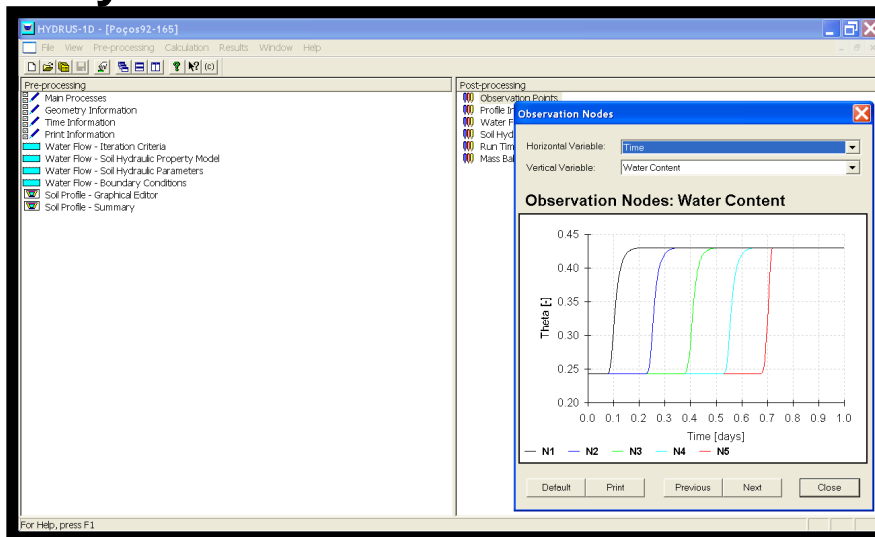 HYDRUS-1D - [Poços92-165]
File View Pre-processing Calculation Results Window Help
Pre-processing
Main Processes
Geometry Information
Time Information
Print Information
Water Flow - Iteration Criteria
Water Flow - Soil Hydraulic Property Model
Water Flow - Soil Hydraulic Parameters
Water Flow - Boundary Conditions
Soil Profile - Graphical Editor
Soil Profile - Summary
Post-processing
Observation Points
Profile In
Water F
Soil Hyd
Run Tim
Mass Bal
Observation Nodes
Horizontal Variable: Time
Vertical Variable: Water Content
Observation Nodes: Water Content
0.45
0.40
0.35
0.30
0.25
0.20
Theta [-]
0.0 0.1 0.2 0.3 0.4 0.5 0.6 0.7 0.8 0.9 1.0
Time [days]
N1 N2 N3 N4 N5
Default Print Previous Next Close
For Help, press F1